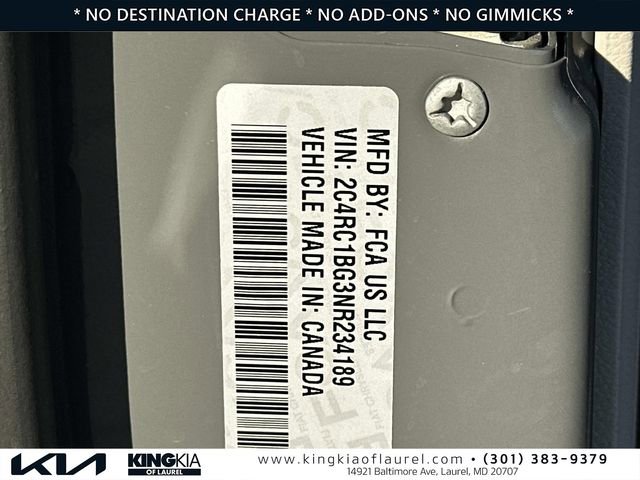 * NO DESTINATION CHARGE * NO ADD-ONS * NO GIMMICKS *
MFD BY: FCA US LLC
VIN: 2C4RC1BG3NR234189
VEHICLE MADE IN: CANADA
KIA
KING KIA
OF LAUREL
www.kingkiaoflaurel.com • (301) 383-9379
14921 Baltimore Ave, Laurel, MD 20707